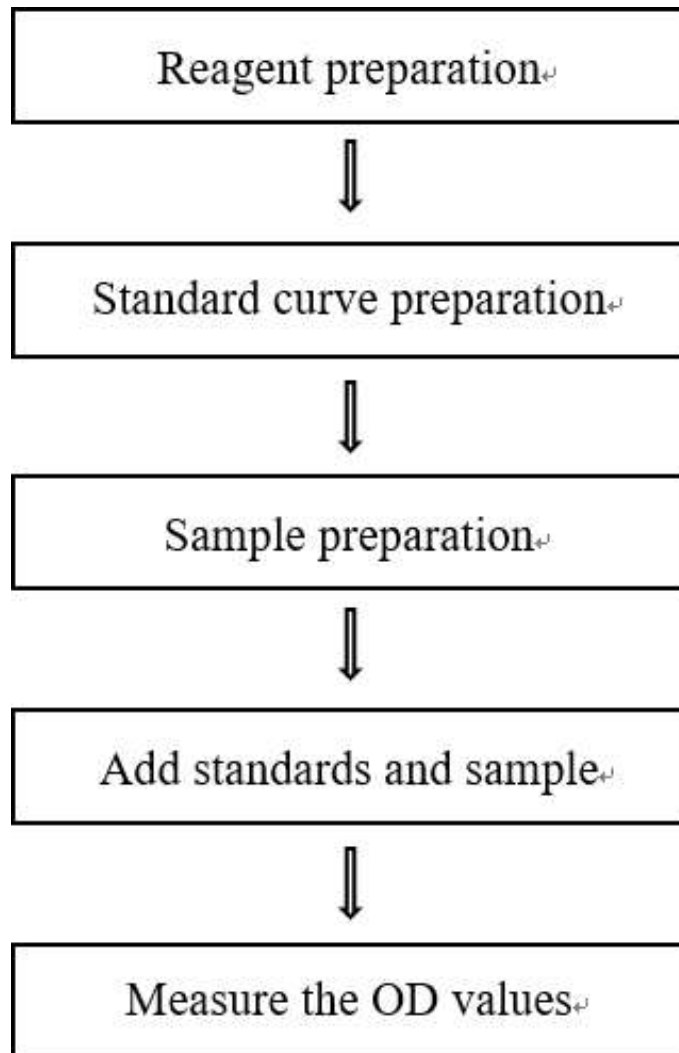 Reagent preparation
Standard curve preparation
Sample preparation
Add standards and sample
Measure the OD values